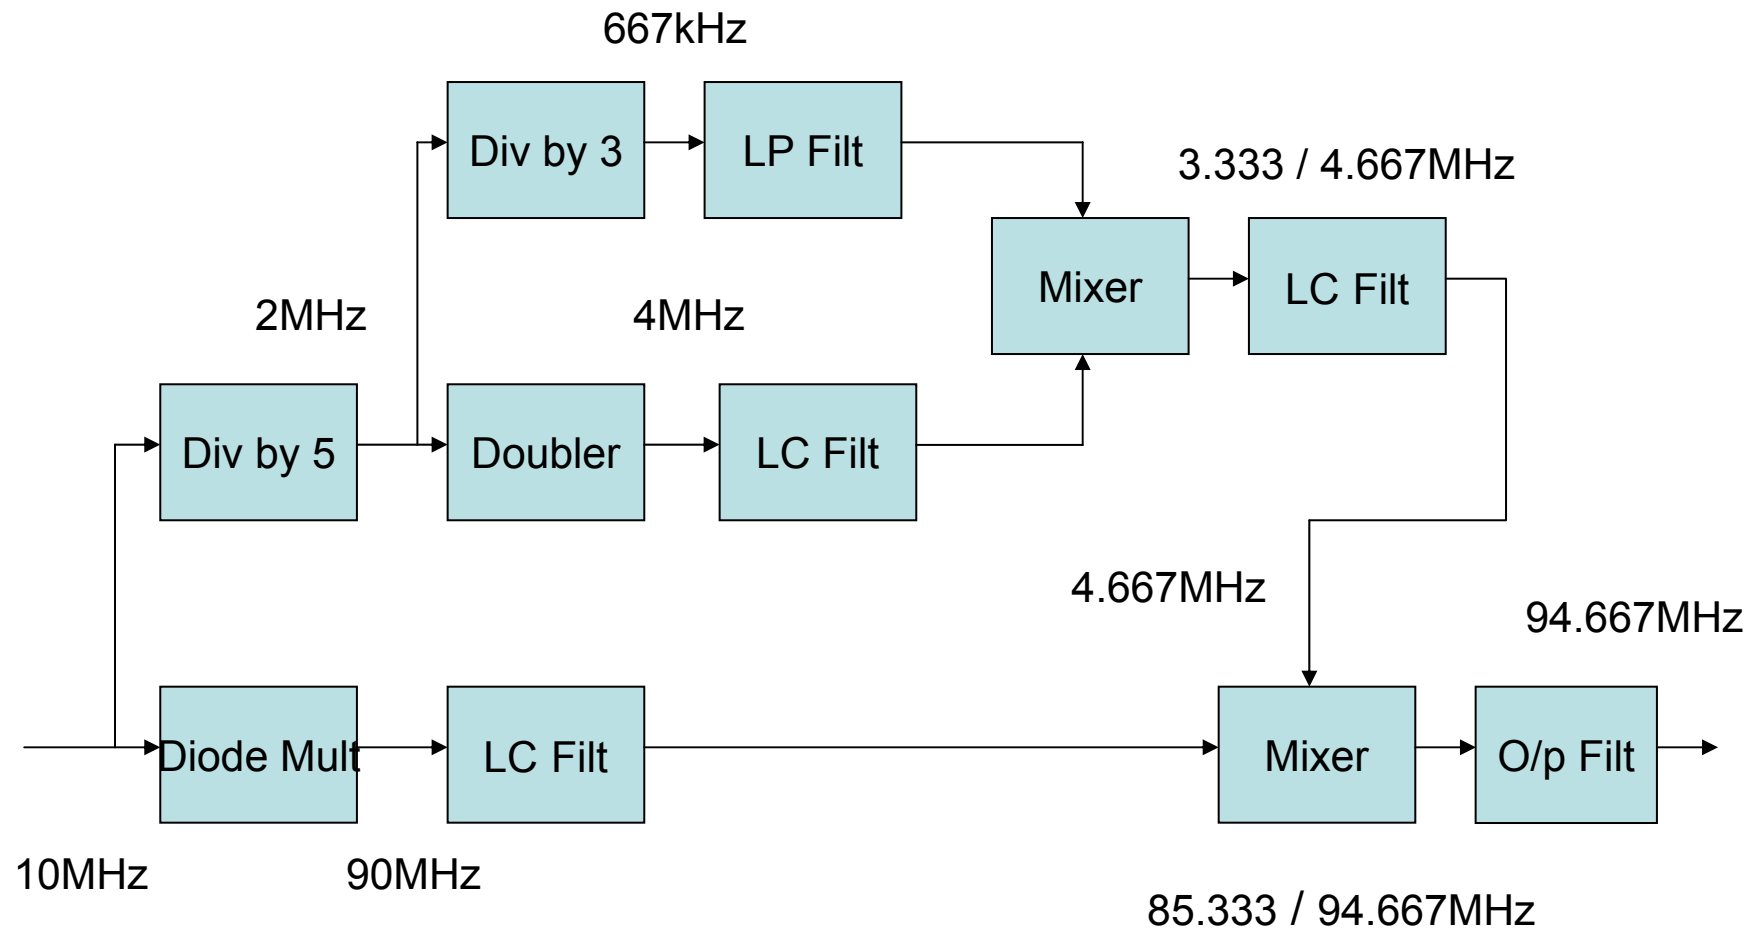 667kHz
Div by 3
LP Filt
3.333 / 4.667MHz
Mixer
LC Filt
2MHz
4MHz
Div by 5
Doubler
LC Filt
4.667MHz
94.667MHz
Diode Mult
LC Filt
Mixer
O/p Filt
10MHz
90MHz
85.333 / 94.667MHz